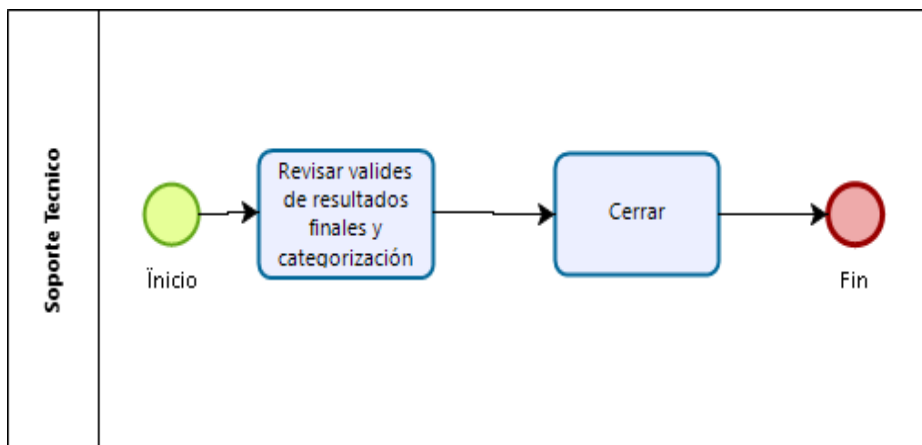 Soporte Tecnico
Ïnicio
Revisar valides
de resultados
finales y
categorización
Cerrar
Fin